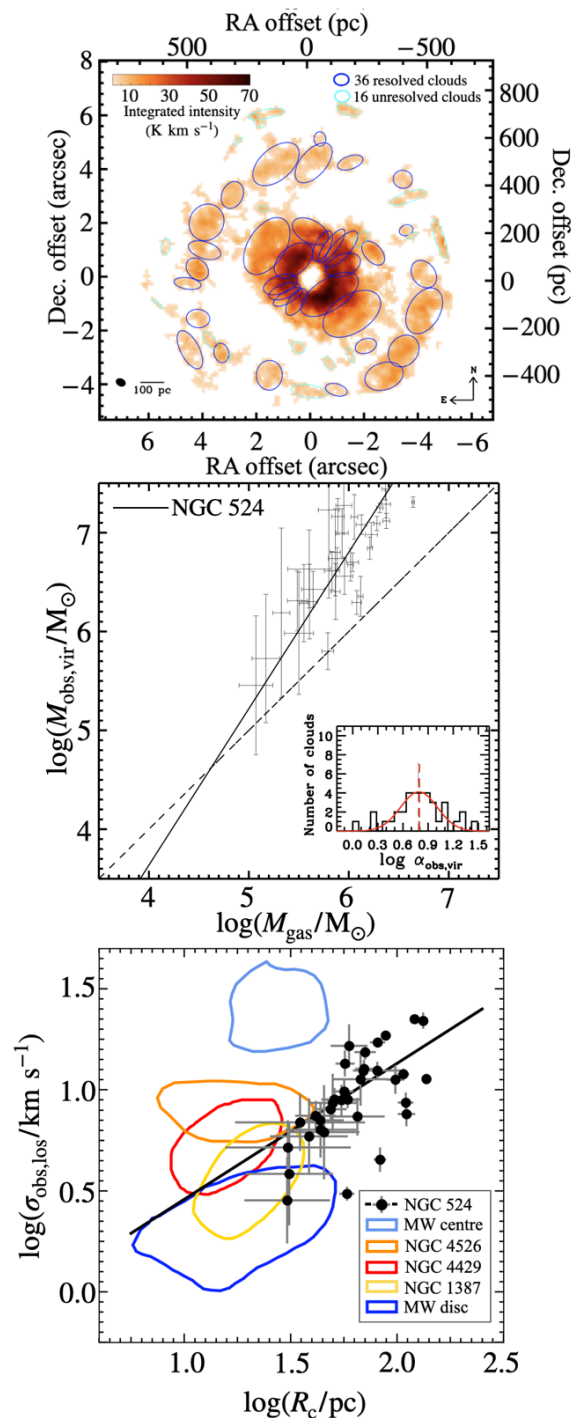 RA offset (pc)
500 0 −500
10 30 50 70
Integrated intensity
(K km s⁻¹)
36 resolved clouds
16 unresolved clouds
8
6
4
2
0
−2
−4
Dec. offset (arcsec)
800
600
400
200
0
−200
−400
Dec. offset (pc)
100 pc
N
E
6 4 2 0 −2 −4 −6
RA offset (arcsec)
NGC 524
7
6
5
4
log(M_obs,vir/M⊙)
Number of clouds
10
8
6
4
2
0
0.0 0.3 0.6 0.9 1.2 1.5
log α_obs,vir
4 5 6 7
log(M_gas/M⊙)
1.5
1.0
0.5
0.0
log(σ_obs,los/km s⁻¹)
NGC 524
MW centre
NGC 4526
NGC 4429
NGC 1387
MW disc
1.0 1.5 2.0 2.5
log(R_c/pc)